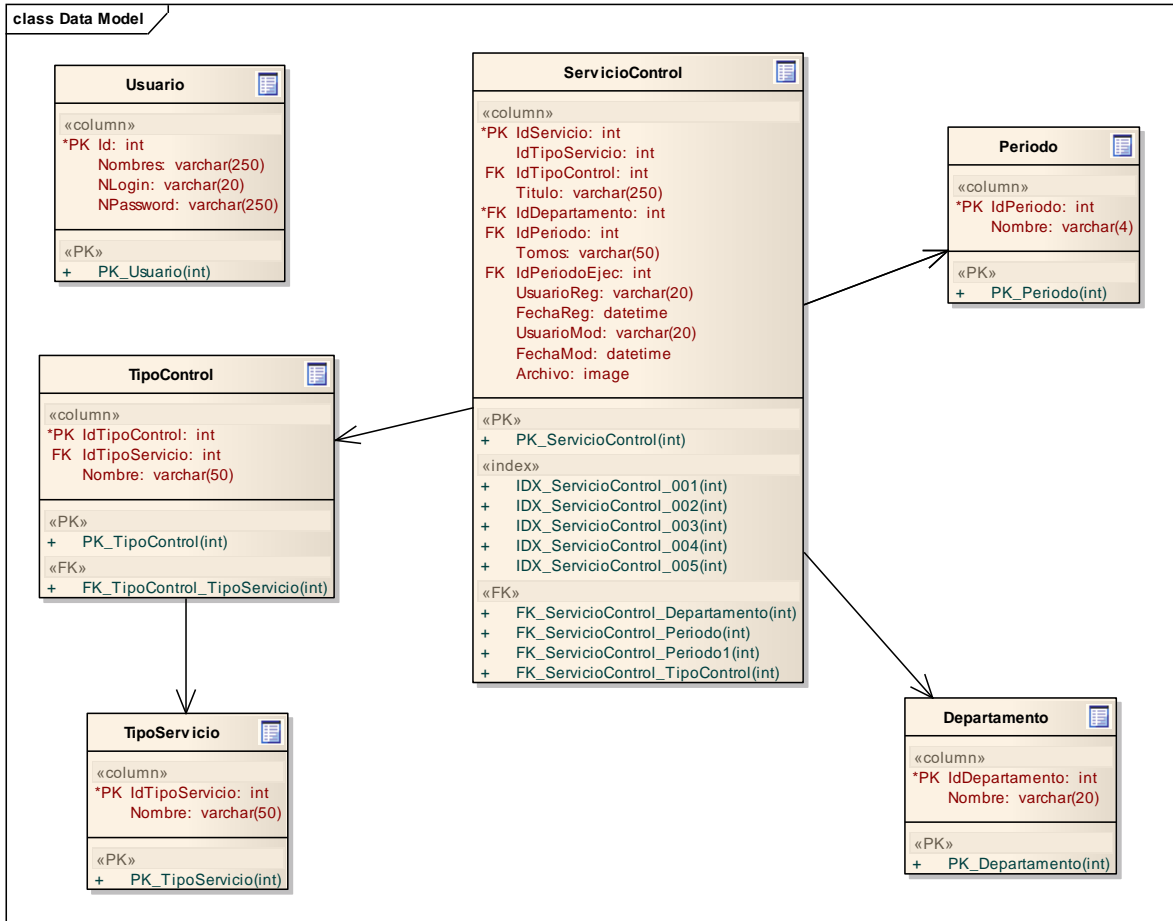 class Data Model
Usuario
«column»
*PK Id: int
Nombres: varchar(250)
NLogin: varchar(20)
NPassword: varchar(250)
«PK»
+ PK_Usuario(int)
ServicioControl
«column»
*PK IdServicio: int
IdTipoServicio: int
FK IdTipoControl: int
Titulo: varchar(250)
*FK IdDepartamento: int
FK IdPeriodo: int
Tomos: varchar(50)
FK IdPeriodoEjec: int
UsuarioReg: varchar(20)
FechaReg: datetime
UsuarioMod: varchar(20)
FechaMod: datetime
Archivo: image
«PK»
+ PK_ServicioControl(int)
«index»
+ IDX_ServicioControl_001(int)
+ IDX_ServicioControl_002(int)
+ IDX_ServicioControl_003(int)
+ IDX_ServicioControl_004(int)
+ IDX_ServicioControl_005(int)
«FK»
+ FK_ServicioControl_Departamento(int)
+ FK_ServicioControl_Periodo(int)
+ FK_ServicioControl_Periodo1(int)
+ FK_ServicioControl_TipoControl(int)
Periodo
«column»
*PK IdPeriodo: int
Nombre: varchar(4)
«PK»
+ PK_Periodo(int)
TipoControl
«column»
*PK IdTipoControl: int
FK IdTipoServicio: int
Nombre: varchar(50)
«PK»
+ PK_TipoControl(int)
«FK»
+ FK_TipoControl_TipoServicio(int)
TipoServicio
«column»
*PK IdTipoServicio: int
Nombre: varchar(50)
«PK»
+ PK_TipoServicio(int)
Departamento
«column»
*PK IdDepartamento: int
Nombre: varchar(20)
«PK»
+ PK_Departamento(int)